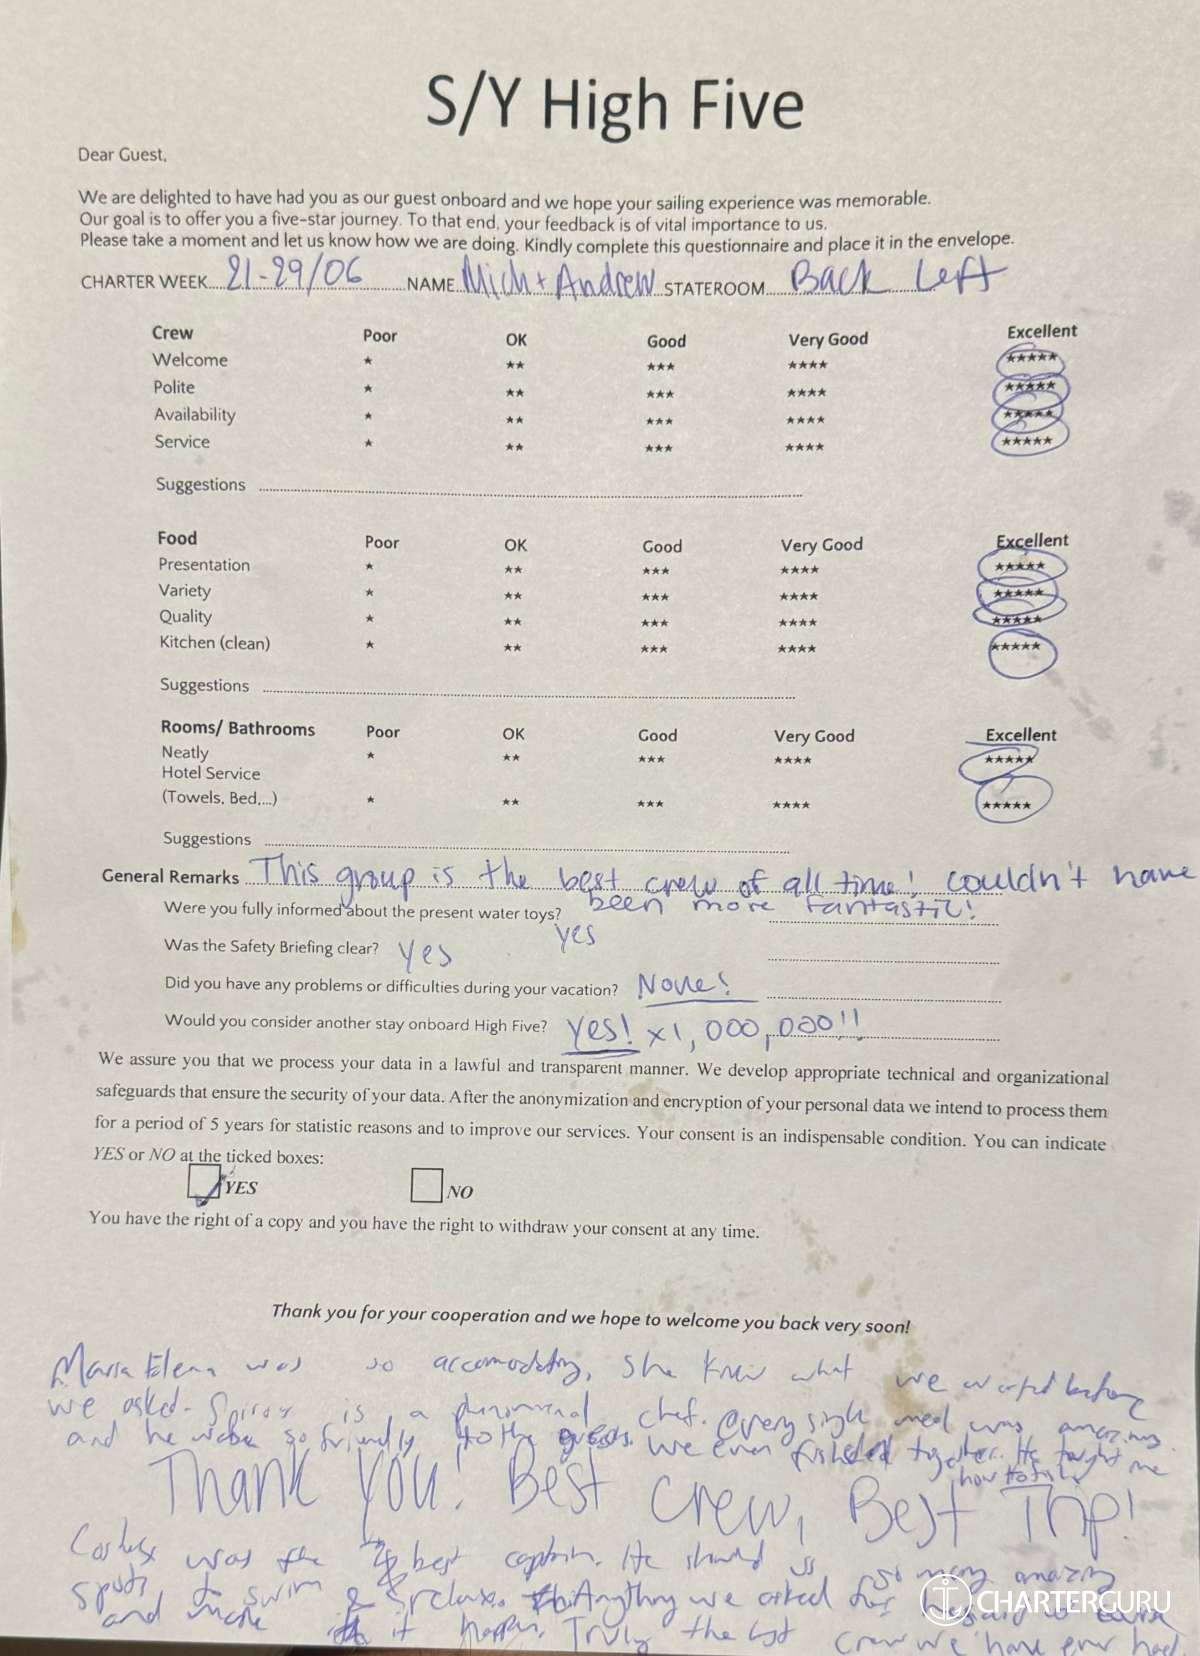 S/Y High Five
Dear Guest,
We are delighted to have had you as our guest onboard and we hope your sailing experience was memorable.
Our goal is to offer you a five-star journey. To that end, your feedback is of vital importance to us.
Please take a moment and let us know how we are doing. Kindly complete this questionnaire and place it in the envelope.
CHARTER WEEK 21-29/06 NAME Mich + Andrew STATEROOM Back Left
Crew Poor OK Good Very Good Excellent
Welcome ★ ★★ ★★★ ★★★★ ★★★★★
Polite ★ ★★ ★★★ ★★★★ ★★★★★
Availability ★ ★★ ★★★ ★★★★ ★★★★★
Service ★ ★★ ★★★ ★★★★ ★★★★★
Suggestions
Food Poor OK Good Very Good Excellent
Presentation ★ ★★ ★★★ ★★★★ ★★★★★
Variety ★ ★★ ★★★ ★★★★ ★★★★★
Quality ★ ★★ ★★★ ★★★★ ★★★★★
Kitchen (clean) ★ ★★ ★★★ ★★★★ ★★★★★
Suggestions
Rooms/ Bathrooms Poor OK Good Very Good Excellent
Neatly ★ ★★ ★★★ ★★★★ ★★★★★
Hotel Service
(Towels, Bed,...) ★ ★★ ★★★ ★★★★ ★★★★★
Suggestions
General Remarks This group is the best crew of all time! couldn't have
been more fantastic!
Were you fully informed about the present water toys? yes
Was the Safety Briefing clear? yes
Did you have any problems or difficulties during your vacation? None!
Would you consider another stay onboard High Five? yes! x1,000,000!!
We assure you that we process your data in a lawful and transparent manner. We develop appropriate technical and organizational
safeguards that ensure the security of your data. After the anonymization and encryption of your personal data we intend to process them
for a period of 5 years for statistic reasons and to improve our services. Your consent is an indispensable condition. You can indicate
YES or NO at the ticked boxes:
YES NO
You have the right of a copy and you have the right to withdraw your consent at any time.
Thank you for your cooperation and we hope to welcome you back very soon!
Maria Elena was so accomodating, She knew what we wanted before
we asked. Spiros is a chef. every single meal was amazing
and he so friendly to the guests. We even fished together. He taught me
how to fish
Thank you! Best Crew, Best Trip!
was the best captain. He showed us so many amazing
spots to swim & relax. Anything we asked for he said
and made it happen. Truly the best crew we have ever had
CHARTERGURU